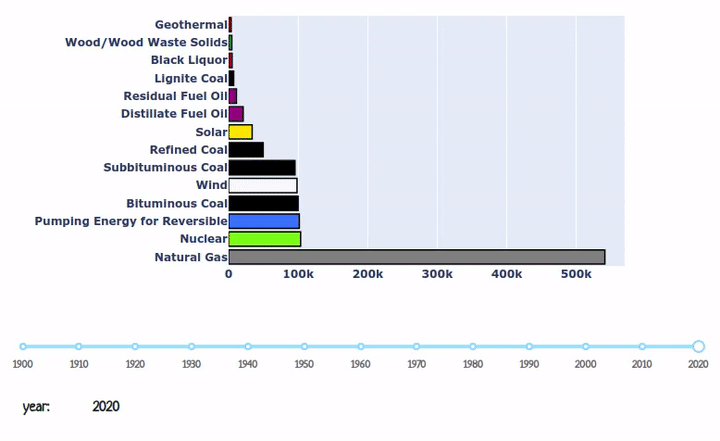 Geothermal
Wood/Wood Waste Solids
Black Liquor
Lignite Coal
Residual Fuel Oil
Distillate Fuel Oil
Solar
Refined Coal
Subbituminous Coal
Wind
Bituminous Coal
Pumping Energy for Reversible
Nuclear
Natural Gas
0 100k 200k 300k 400k 500k
1900 1910 1920 1930 1940 1950 1960 1970 1980 1990 2000 2010 2020
year: 2020